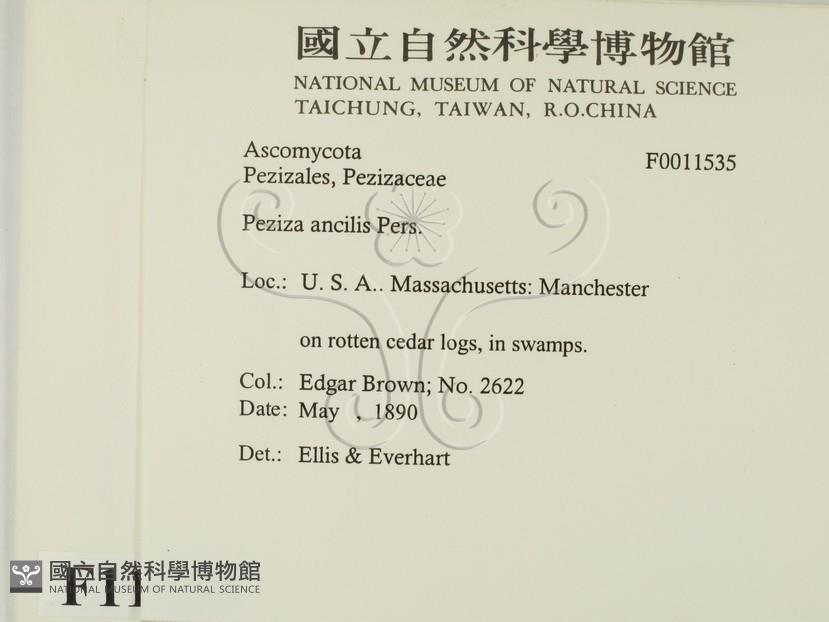 國立自然科學博物館
NATIONAL MUSEUM OF NATURAL SCIENCE
TAICHUNG, TAIWAN, R.O.CHINA
Ascomycota
F0011535
Pezizales, Pezizaceae
Peziza ancilis Pers.
Loc.: U. S. A.. Massachusetts: Manchester
on rotten cedar logs, in swamps.
Col.: Edgar Brown; No. 2622
Date: May , 1890
Det.: Ellis & Everhart
國立自然科學博物館
NATIONAL MUSEUM OF NATURAL SCIENCE